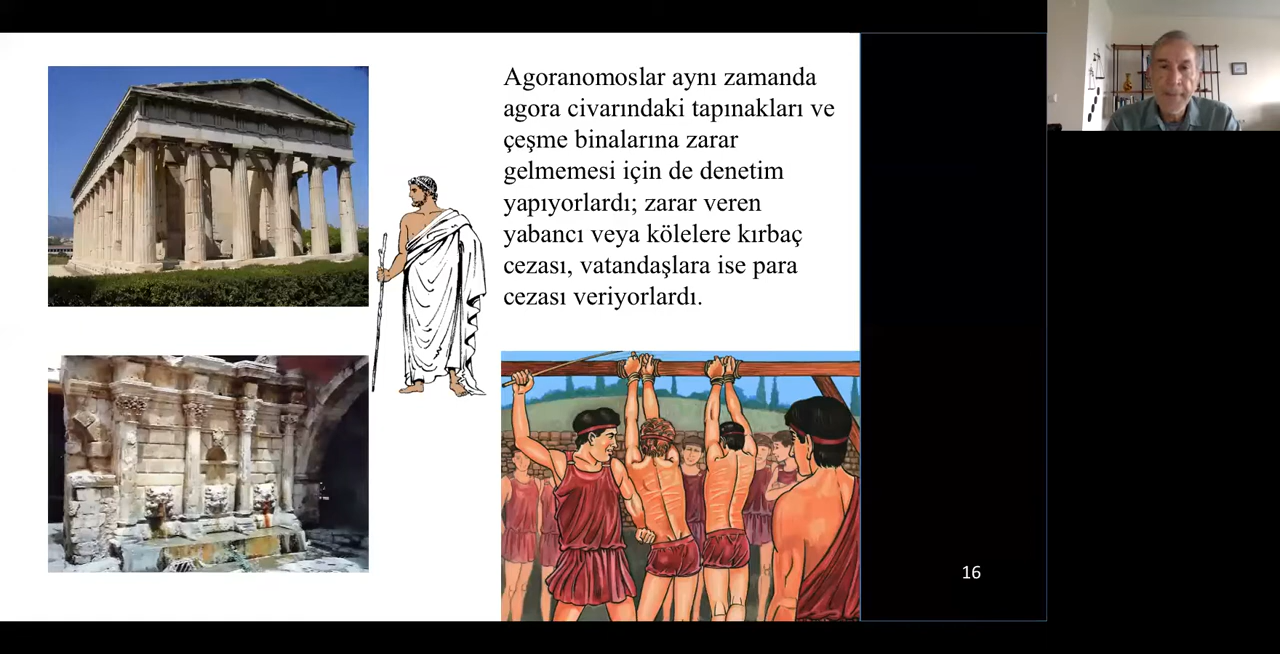 Agoranomoslar aynı zamanda
agora civarındaki tapınakları ve
çeşme binalarına zarar
gelmemesi için de denetim
yapıyorlardı; zarar veren
yabancı veya kölelere kırbaç
cezası, vatandaşlara ise para
cezası veriyorlardı.
16